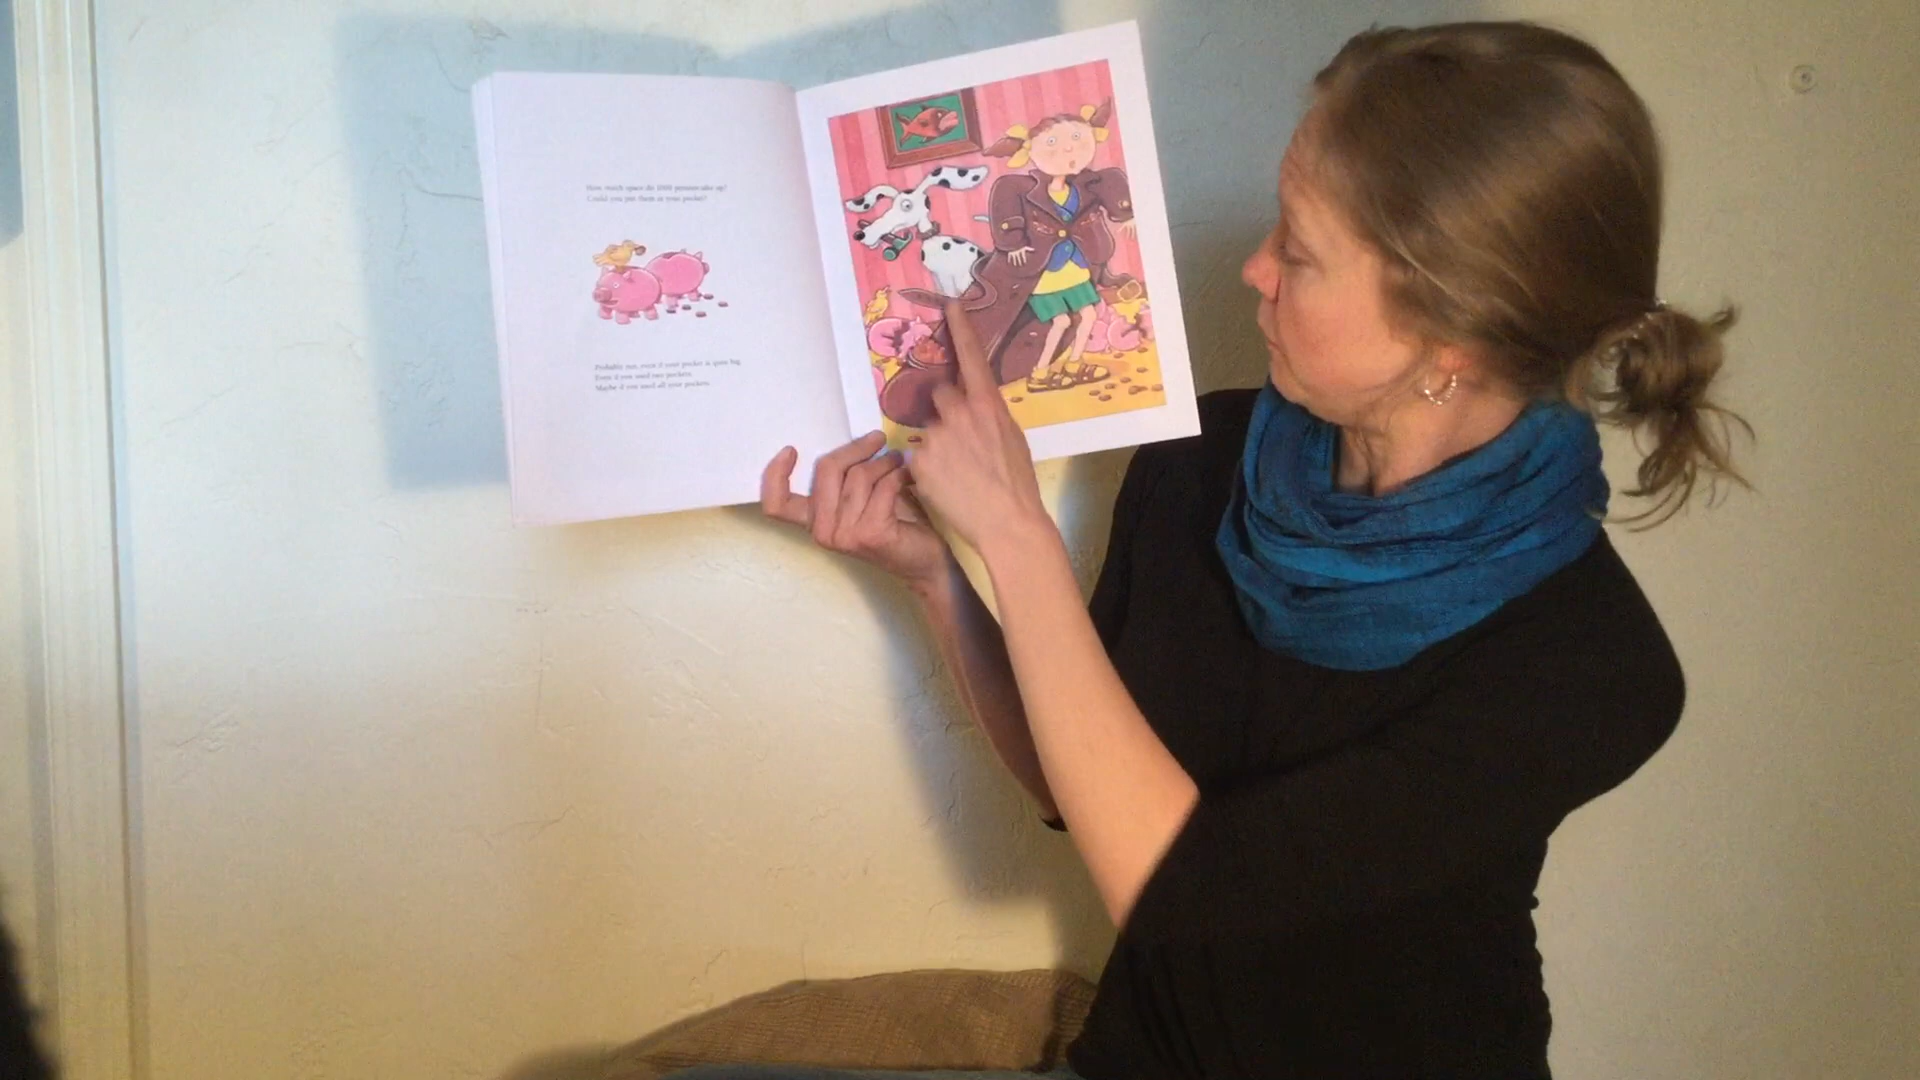 How much space do 1000 pennies take up?
Could you put them in your pocket?
Probably not, even if your pocket is quite big.
Even if you used two pockets.
Maybe if you used all your pockets.